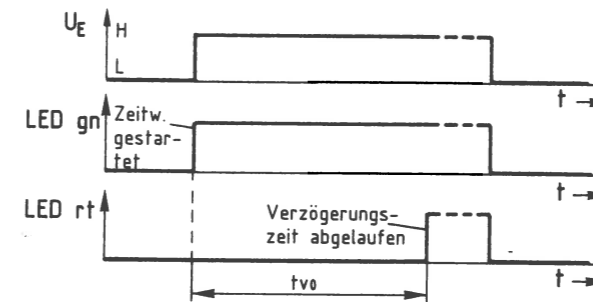 U_E
H
L
t
LED gn
Zeitw.
gestar-
tet
t
LED rt
Verzögerungs-
zeit abgelaufen
t
tvo